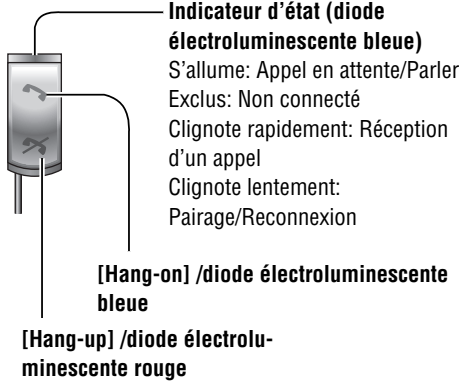 Indicateur d'état (diode
électroluminescente bleue)
S'allume: Appel en attente/Parler
Exclus: Non connecté
Clignote rapidement: Réception
d'un appel
Clignote lentement:
Pairage/Reconnexion
[Hang-on] /diode électroluminescente
bleue
[Hang-up] /diode électrolu-
minescente rouge